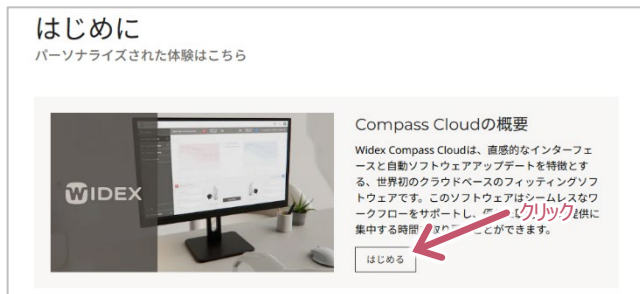 はじめに
パーソナライズされた体験はこちら
WIDEX
Compass Cloudの概要
Widex Compass Cloudは、直感的なインターフェ
ースと自動ソフトウェアアップデートを特徴とす
る、世界初のクラウドベースのフィッティングソフ
トウェアです。このソフトウェアはシームレスなワ
ークフローをサポートし、 提供に
クリック
集中する時間 ことができます。
はじめる